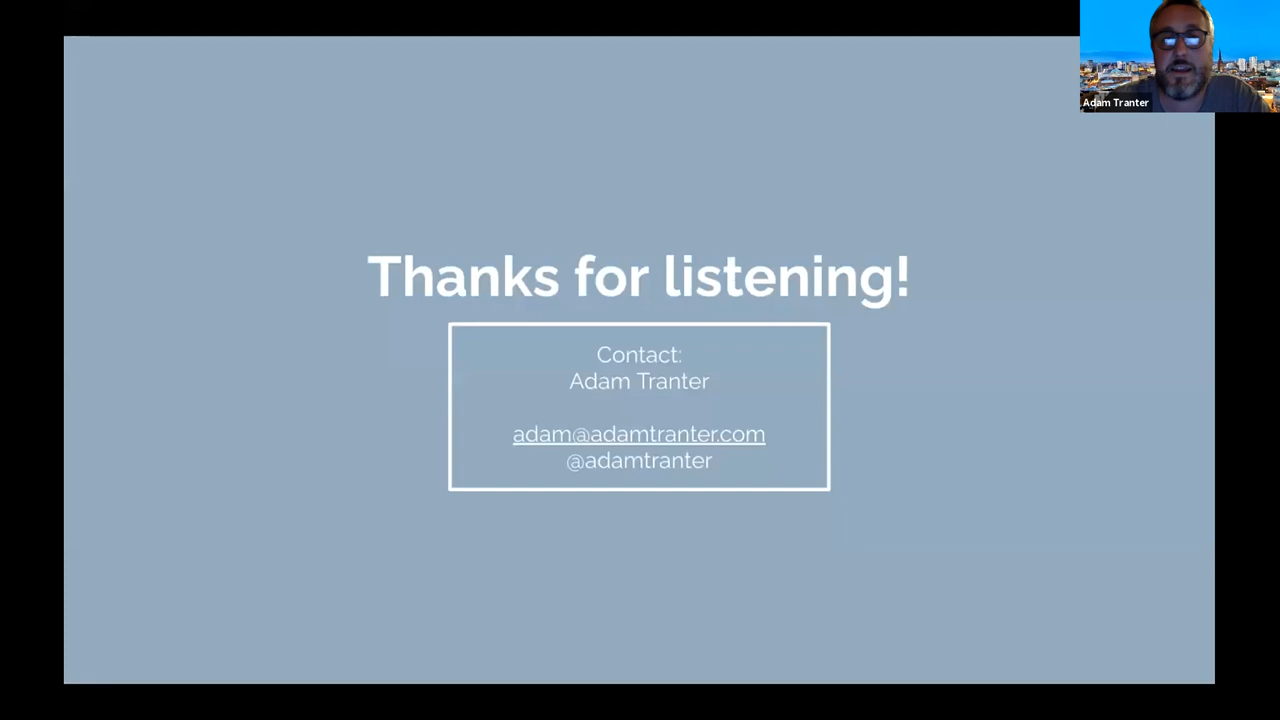 Adam Tranter
Thanks for listening!
Contact:
Adam Tranter
adam@adamtranter.com
@adamtranter